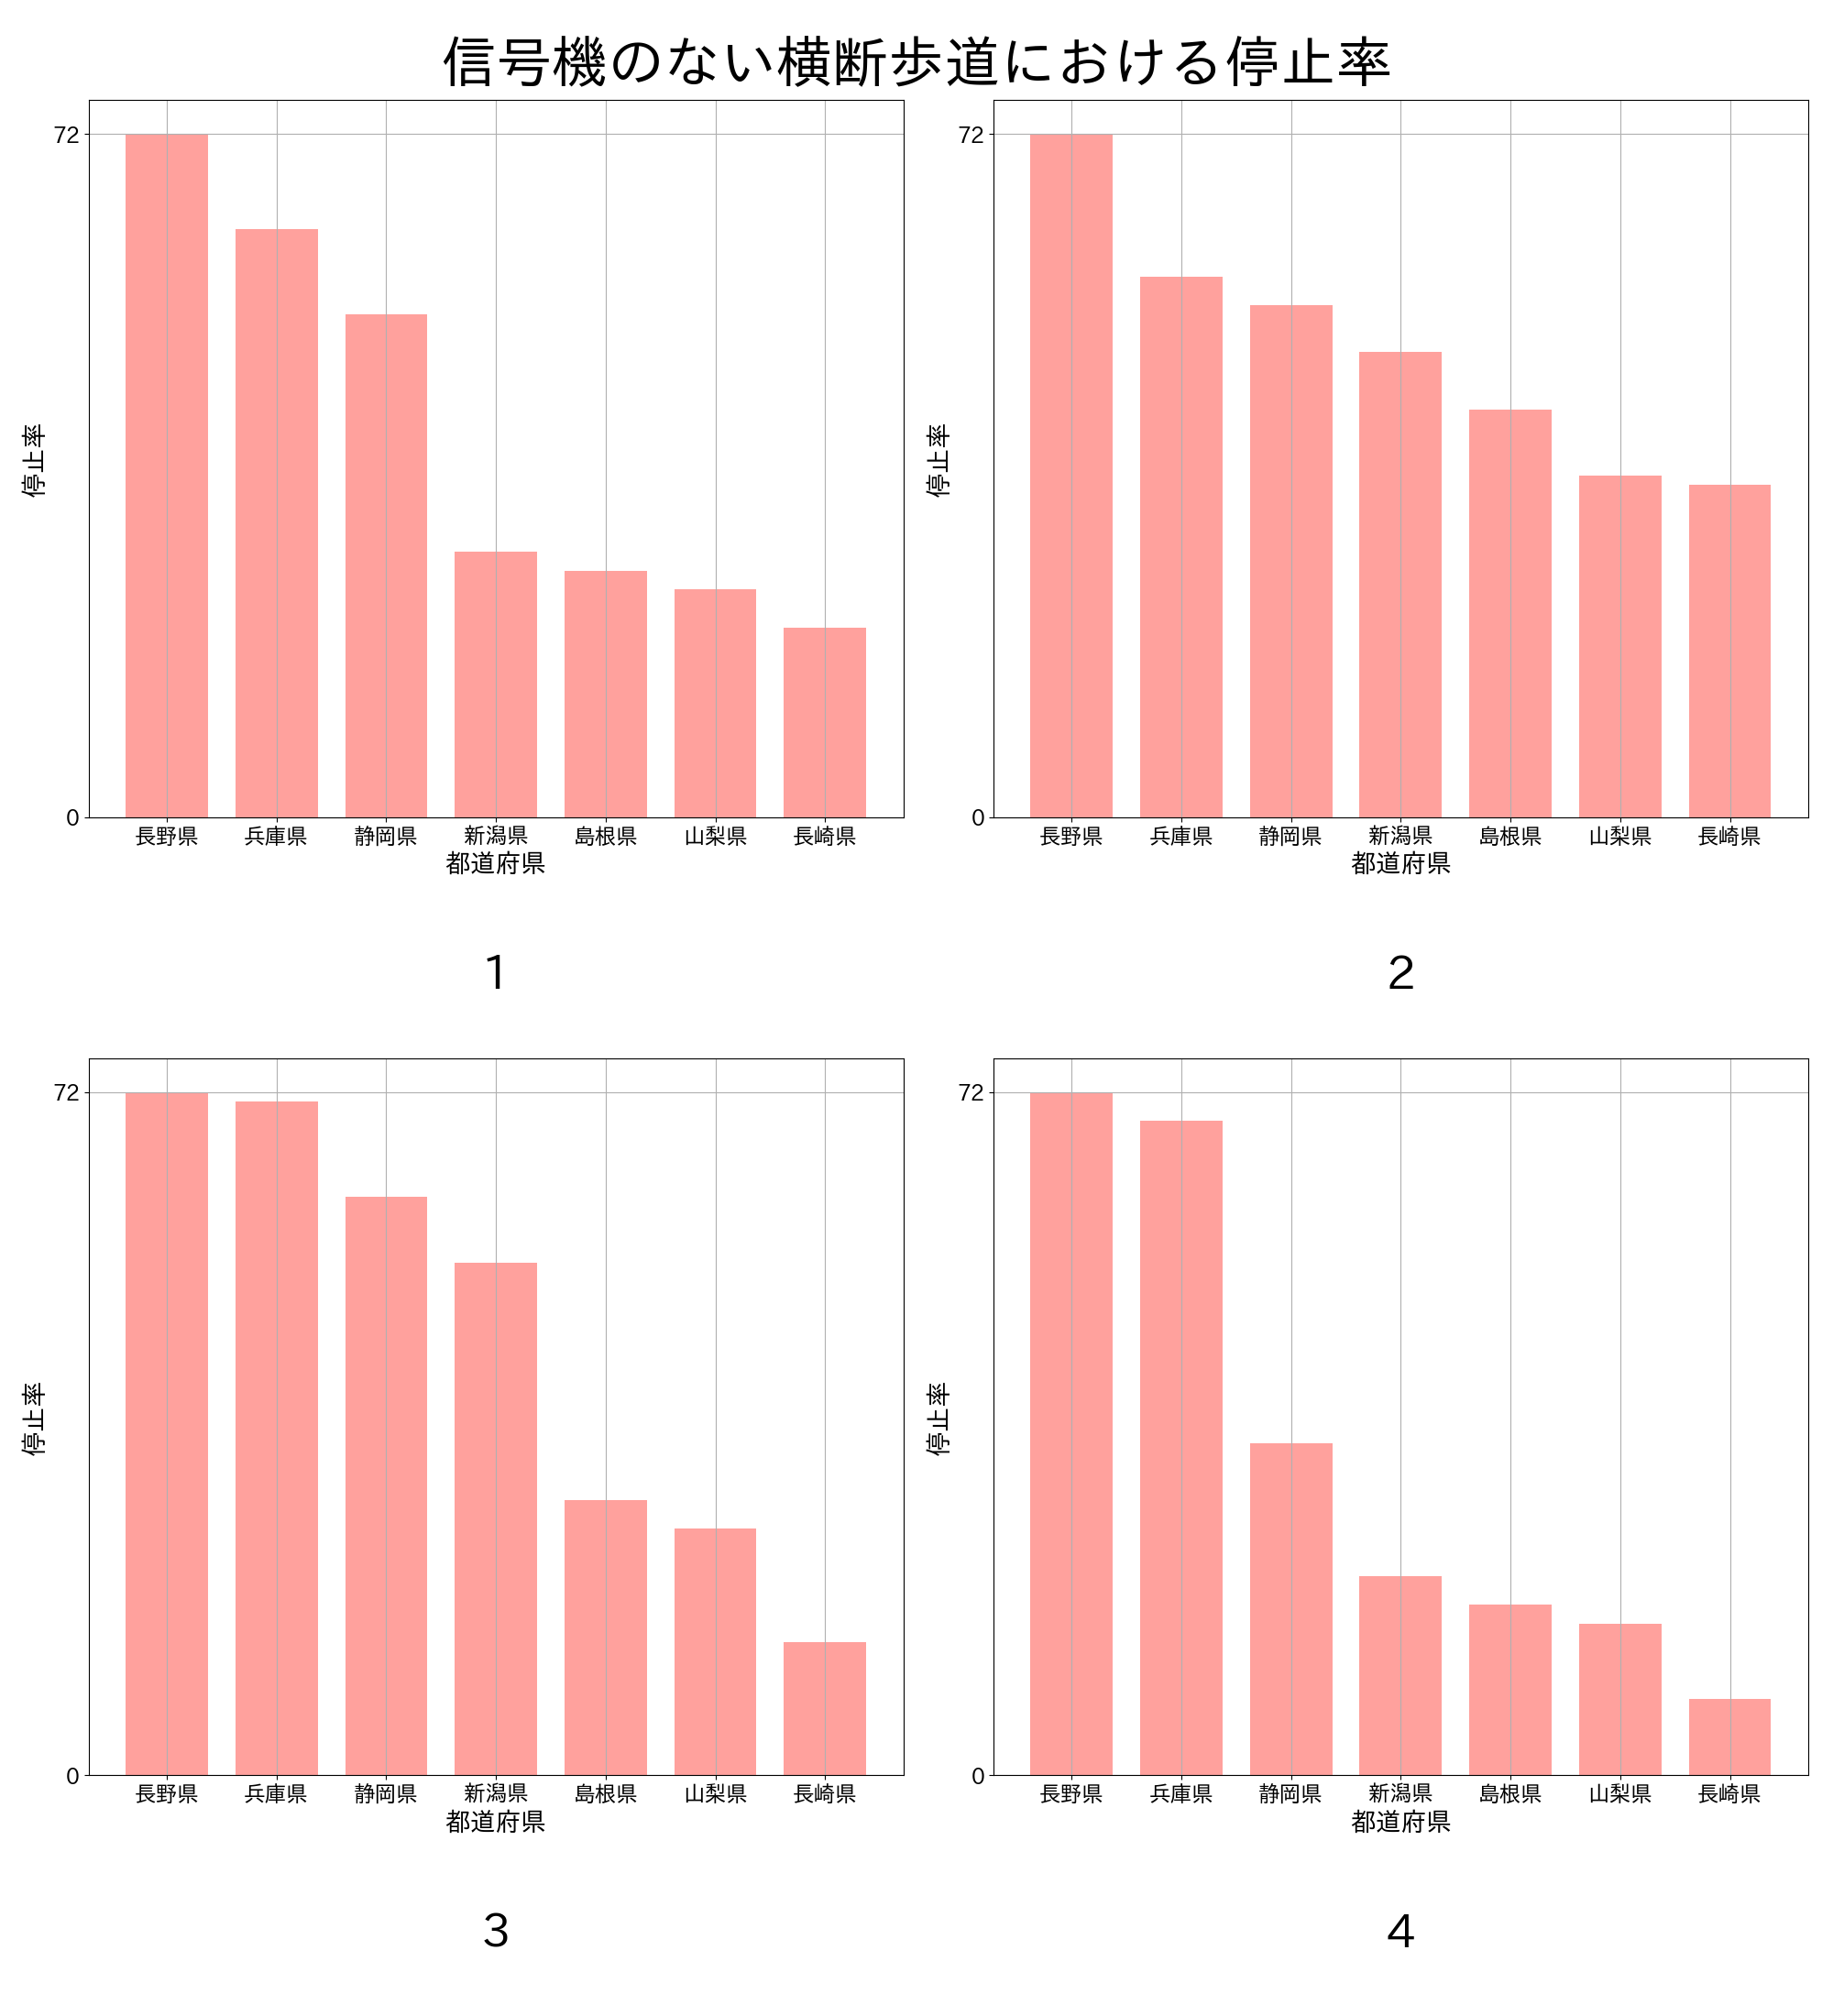 信号機のない横断歩道における停止率
72
停止率
0
長野県 兵庫県 静岡県 新潟県 島根県 山梨県 長崎県
都道府県
1
72
停止率
0
長野県 兵庫県 静岡県 新潟県 島根県 山梨県 長崎県
都道府県
2
72
停止率
0
長野県 兵庫県 静岡県 新潟県 島根県 山梨県 長崎県
都道府県
3
72
停止率
0
長野県 兵庫県 静岡県 新潟県 島根県 山梨県 長崎県
都道府県
4